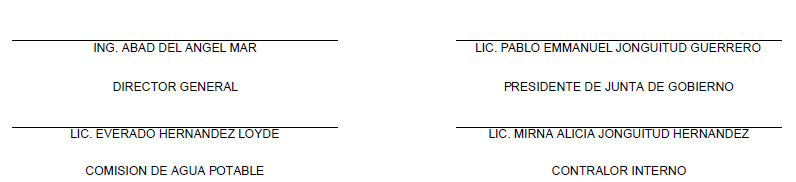 ING. ABAD DEL ANGEL MAR
LIC. PABLO EMMANUEL JONGUITUD GUERRERO
DIRECTOR GENERAL
PRESIDENTE DE JUNTA DE GOBIERNO
LIC. EVERADO HERNANDEZ LOYDE
LIC. MIRNA ALICIA JONGUITUD HERNANDEZ
COMISION DE AGUA POTABLE
CONTRALOR INTERNO